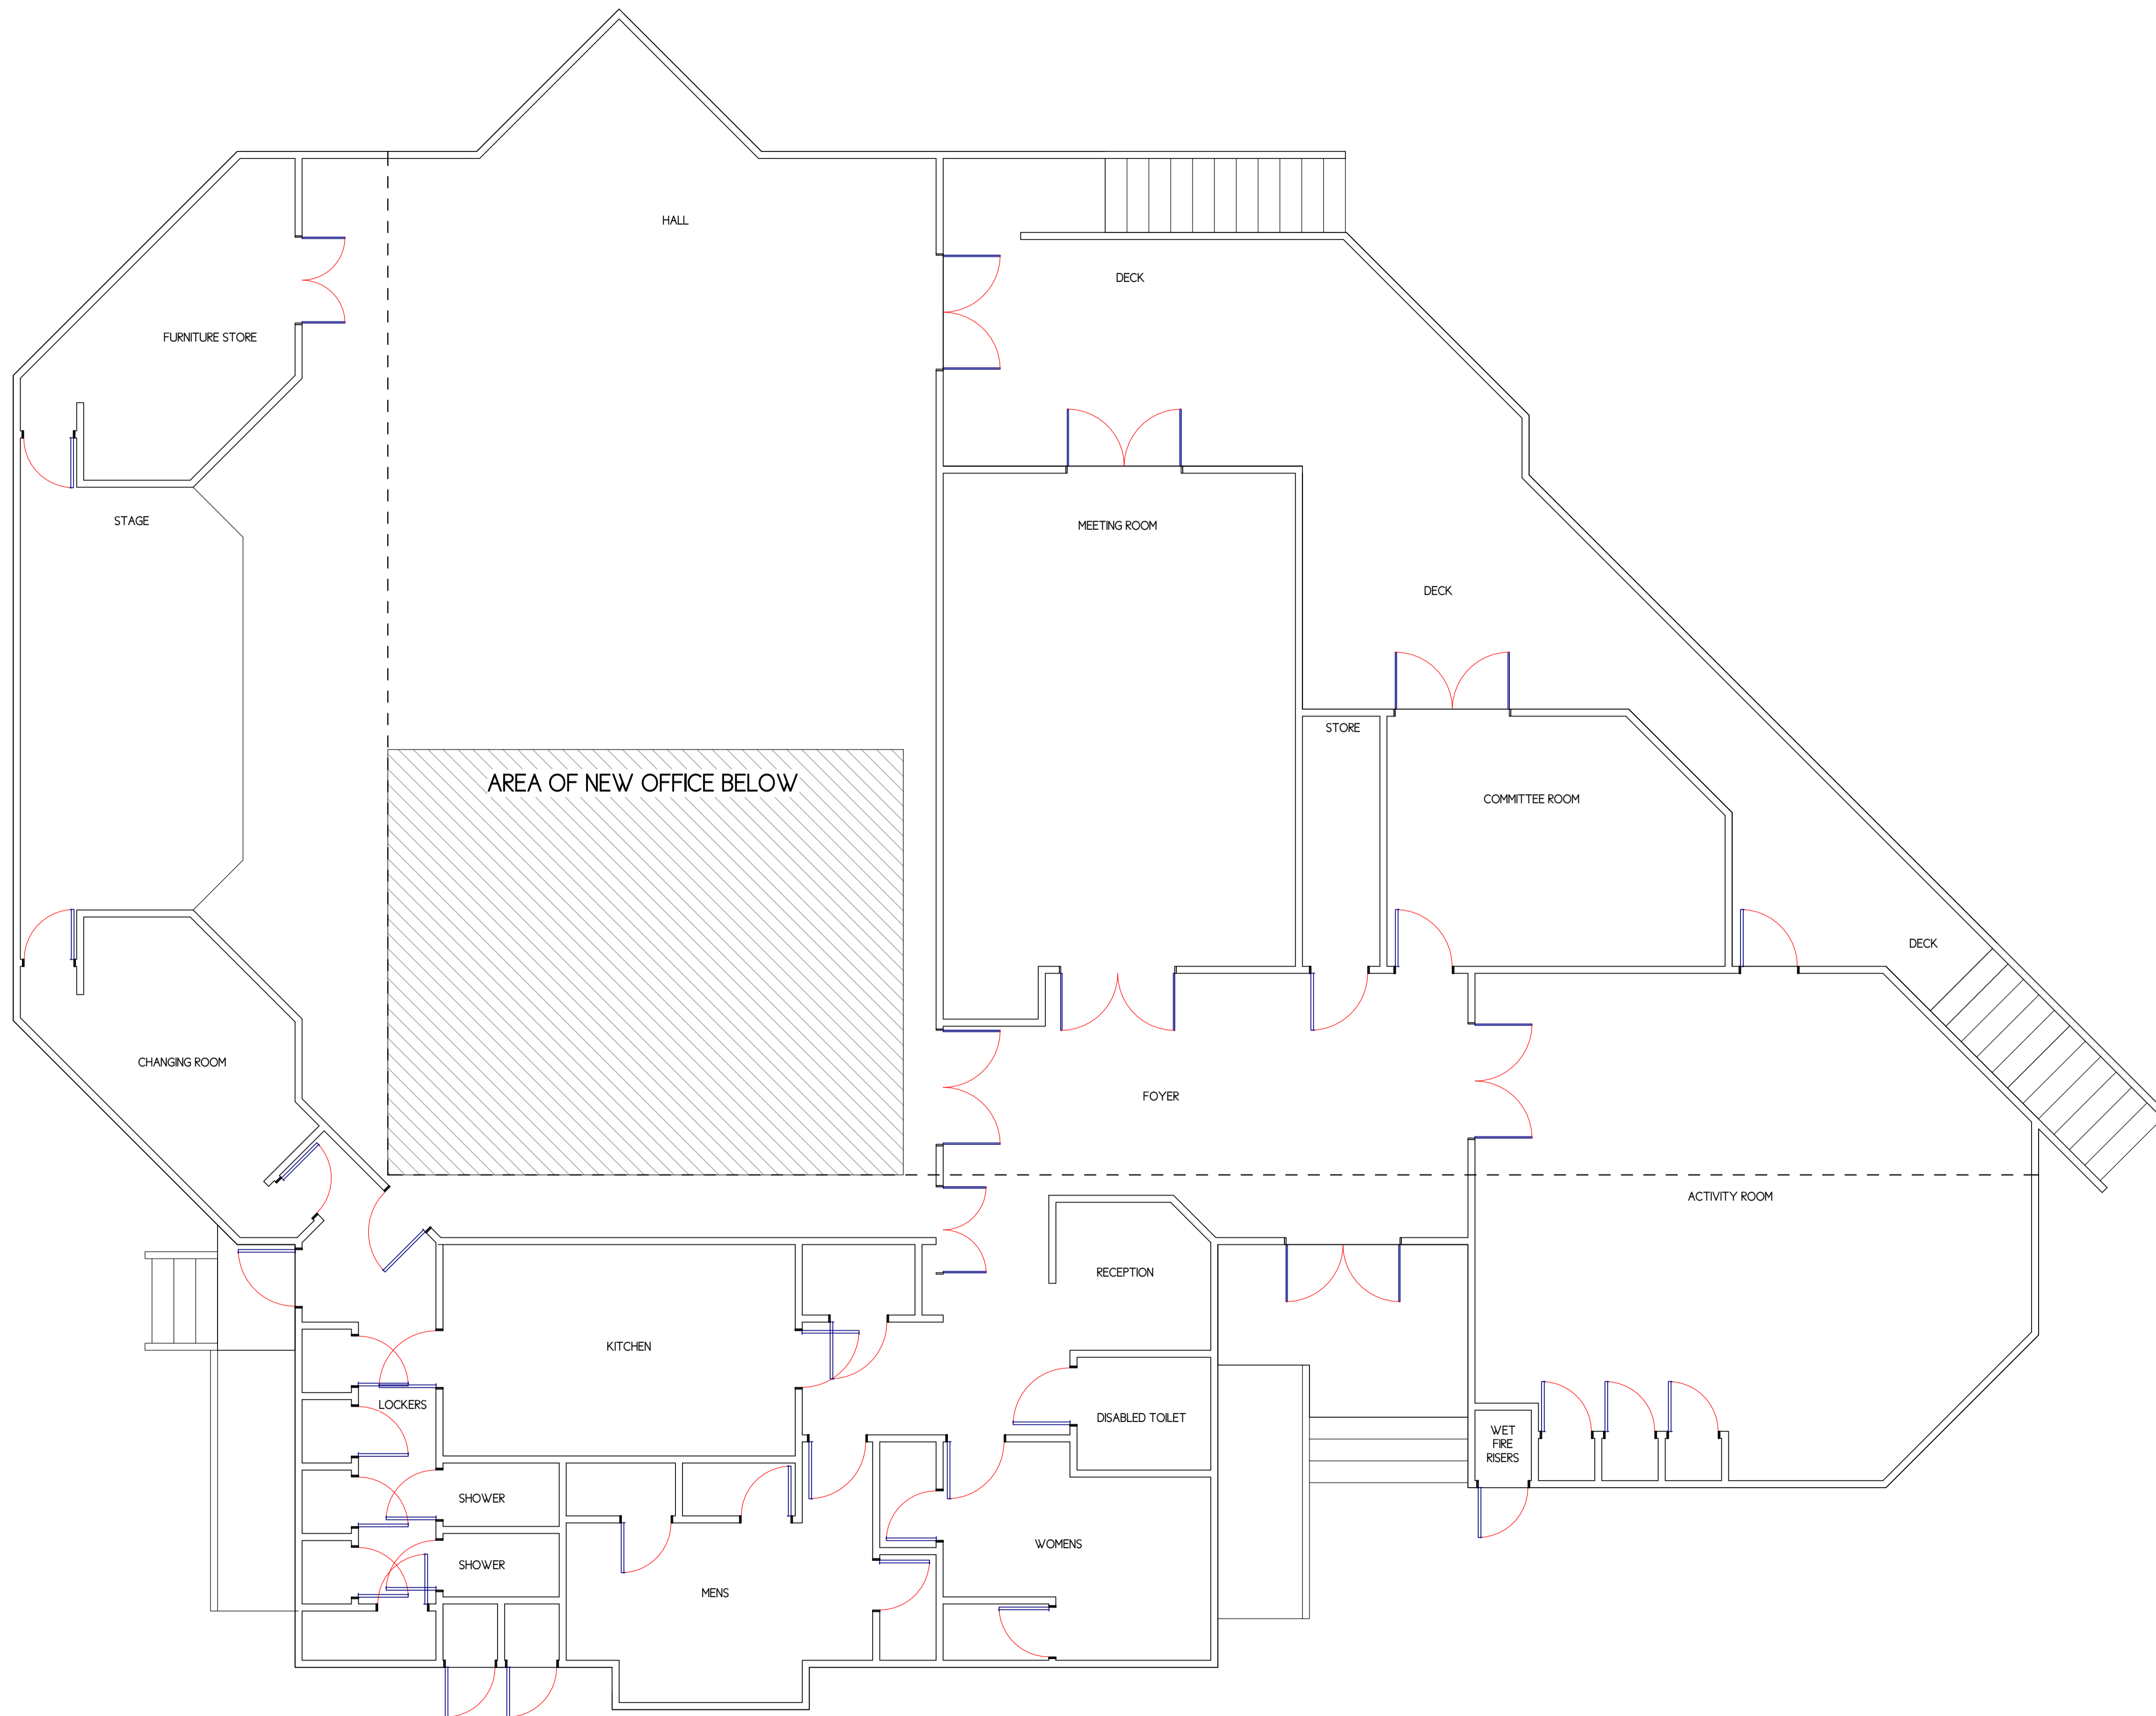 HALL
DECK
FURNITURE STORE
STAGE
MEETING ROOM
DECK
STORE
AREA OF NEW OFFICE BELOW
COMMITTEE ROOM
DECK
CHANGING ROOM
FOYER
ACTIVITY ROOM
RECEPTION
KITCHEN
LOCKERS
DISABLED TOILET
WET
FIRE
RISERS
SHOWER
WOMENS
SHOWER
MENS